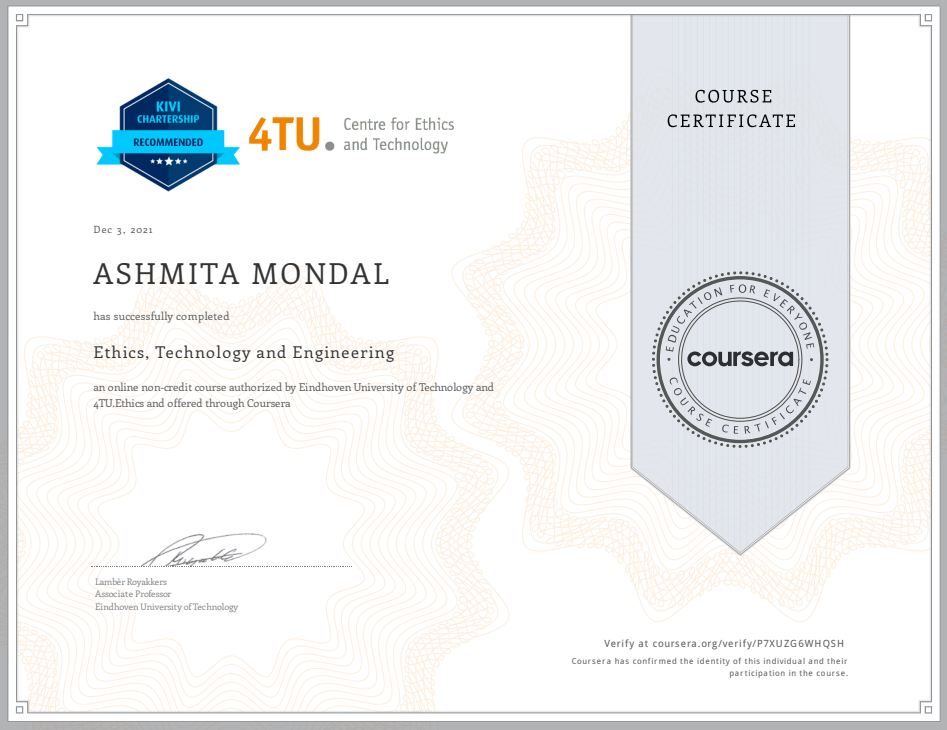 KIVI
CHARTERSHIP
RECOMMENDED
4TU.
Centre for Ethics
and Technology
COURSE
CERTIFICATE
Dec 3, 2021
ASHMITA MONDAL
has successfully completed
Ethics, Technology and Engineering
an online non-credit course authorized by Eindhoven University of Technology and
4TU.Ethics and offered through Coursera
EDUCATION FOR EVERYONE
coursera
COURSE CERTIFICATE
Lambèr Royakkers
Associate Professor
Eindhoven University of Technology
Verify at coursera.org/verify/P7XUZG6WHQSH
Coursera has confirmed the identity of this individual and their
participation in the course.